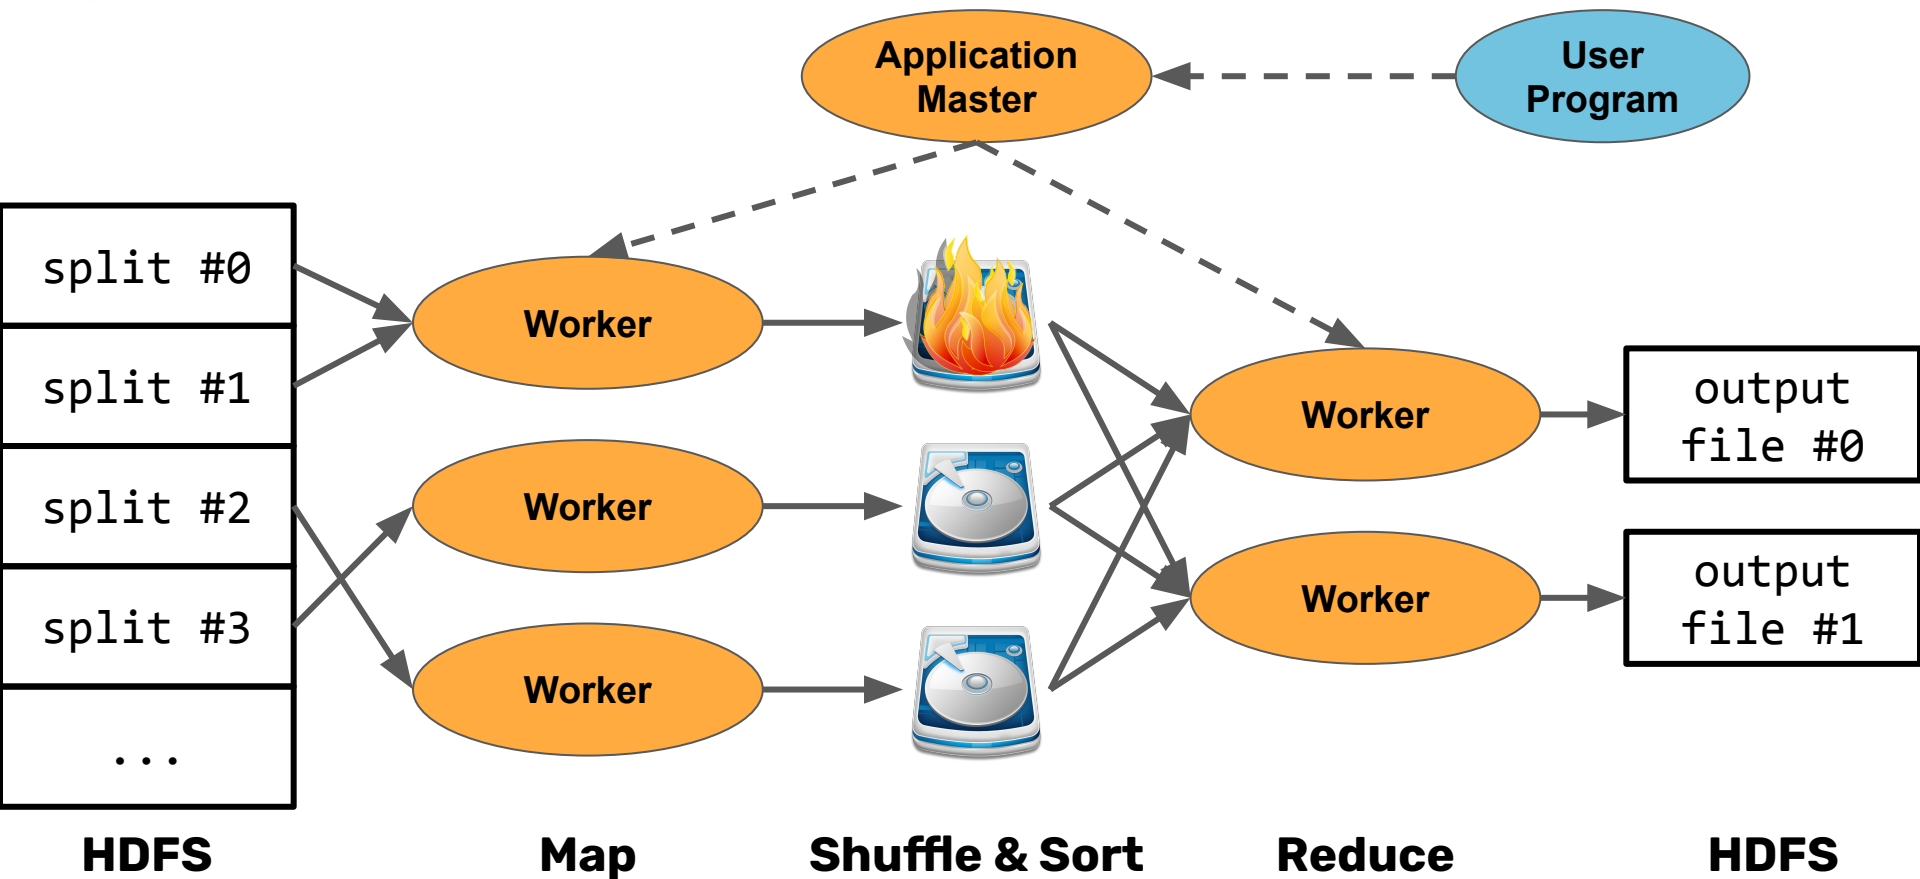 Application
Master
User
Program
split #0
split #1
split #2
split #3
...
Worker
Worker
Worker
Worker
Worker
output
file #0
output
file #1
HDFS
Map
Shuffle & Sort
Reduce
HDFS